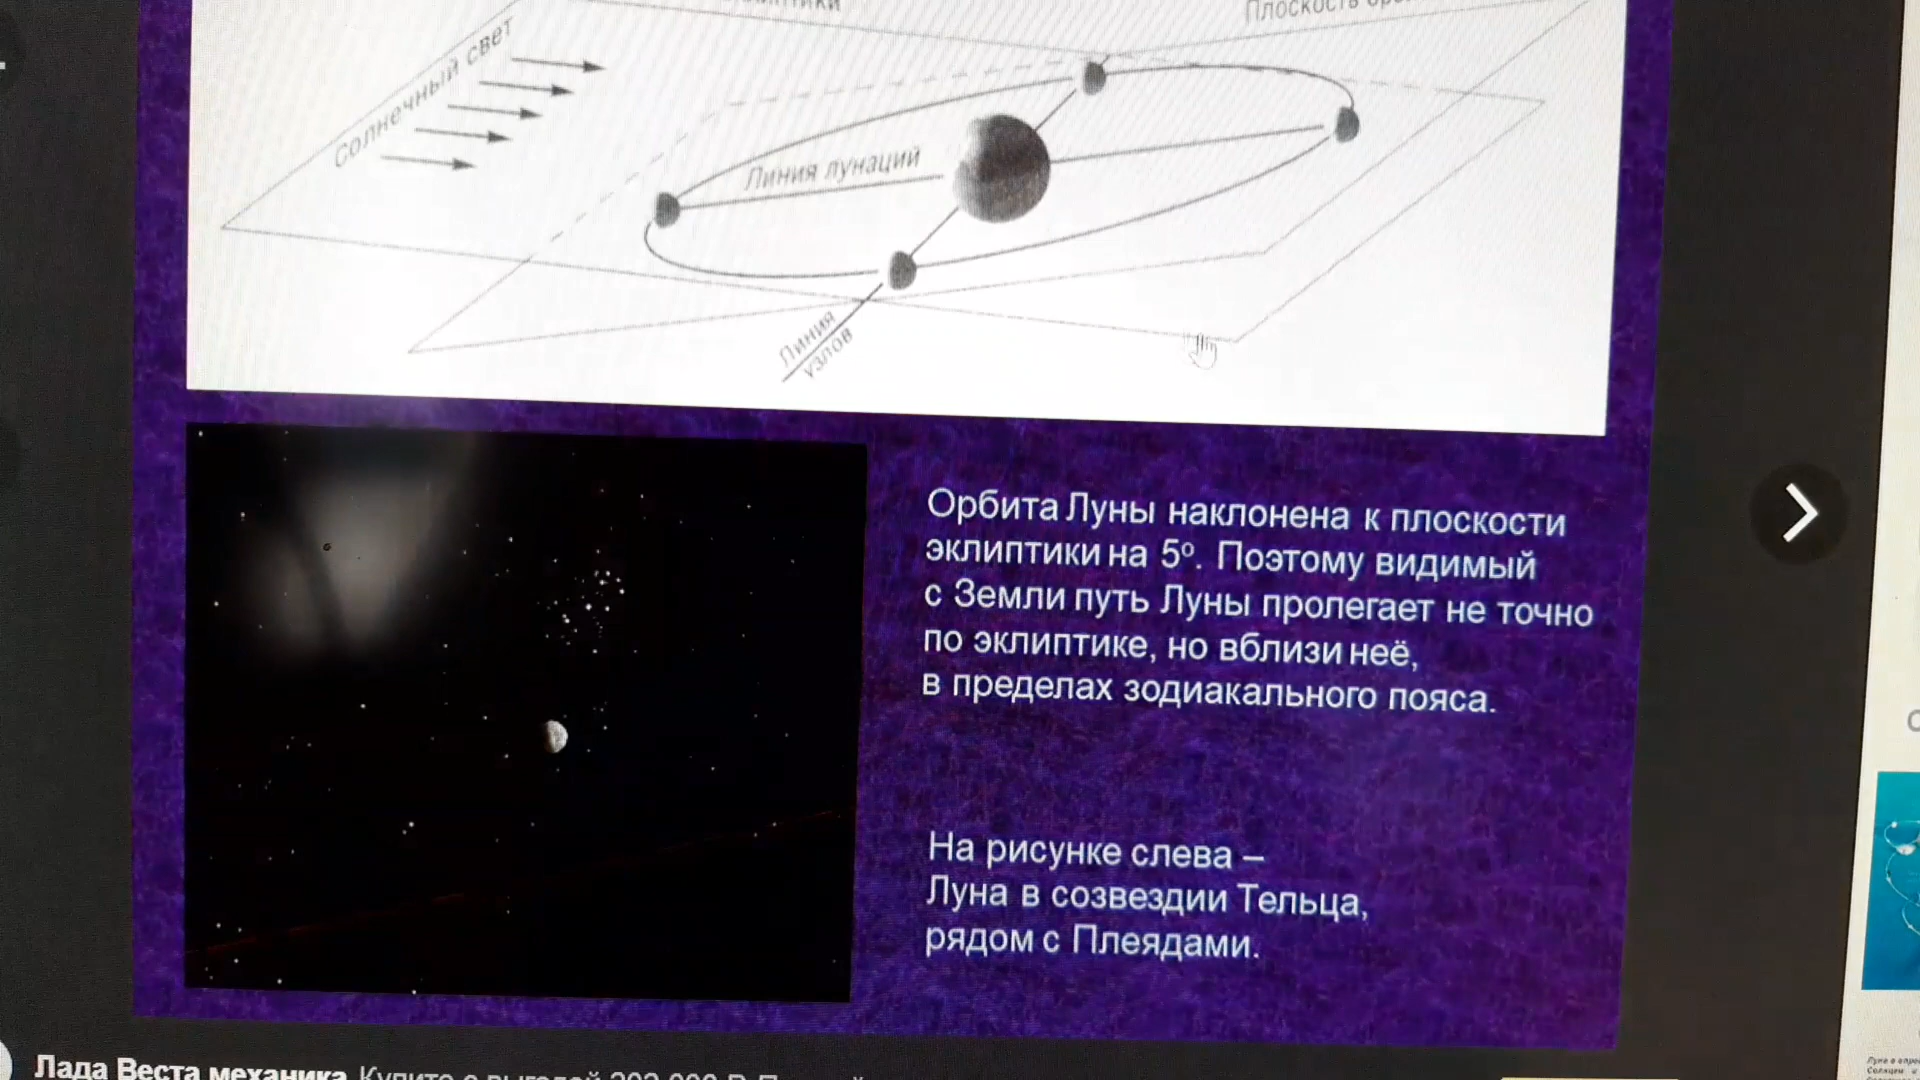 Солнечный свет
Линия лунаций
Линия
узлов
Орбита Луны наклонена к плоскости
эклиптики на 5º. Поэтому видимый
с Земли путь Луны пролегает не точно
по эклиптике, но вблизи неё,
в пределах зодиакального пояса.
На рисунке слева –
Луна в созвездии Тельца,
рядом с Плеядами.
Лада Веста механика